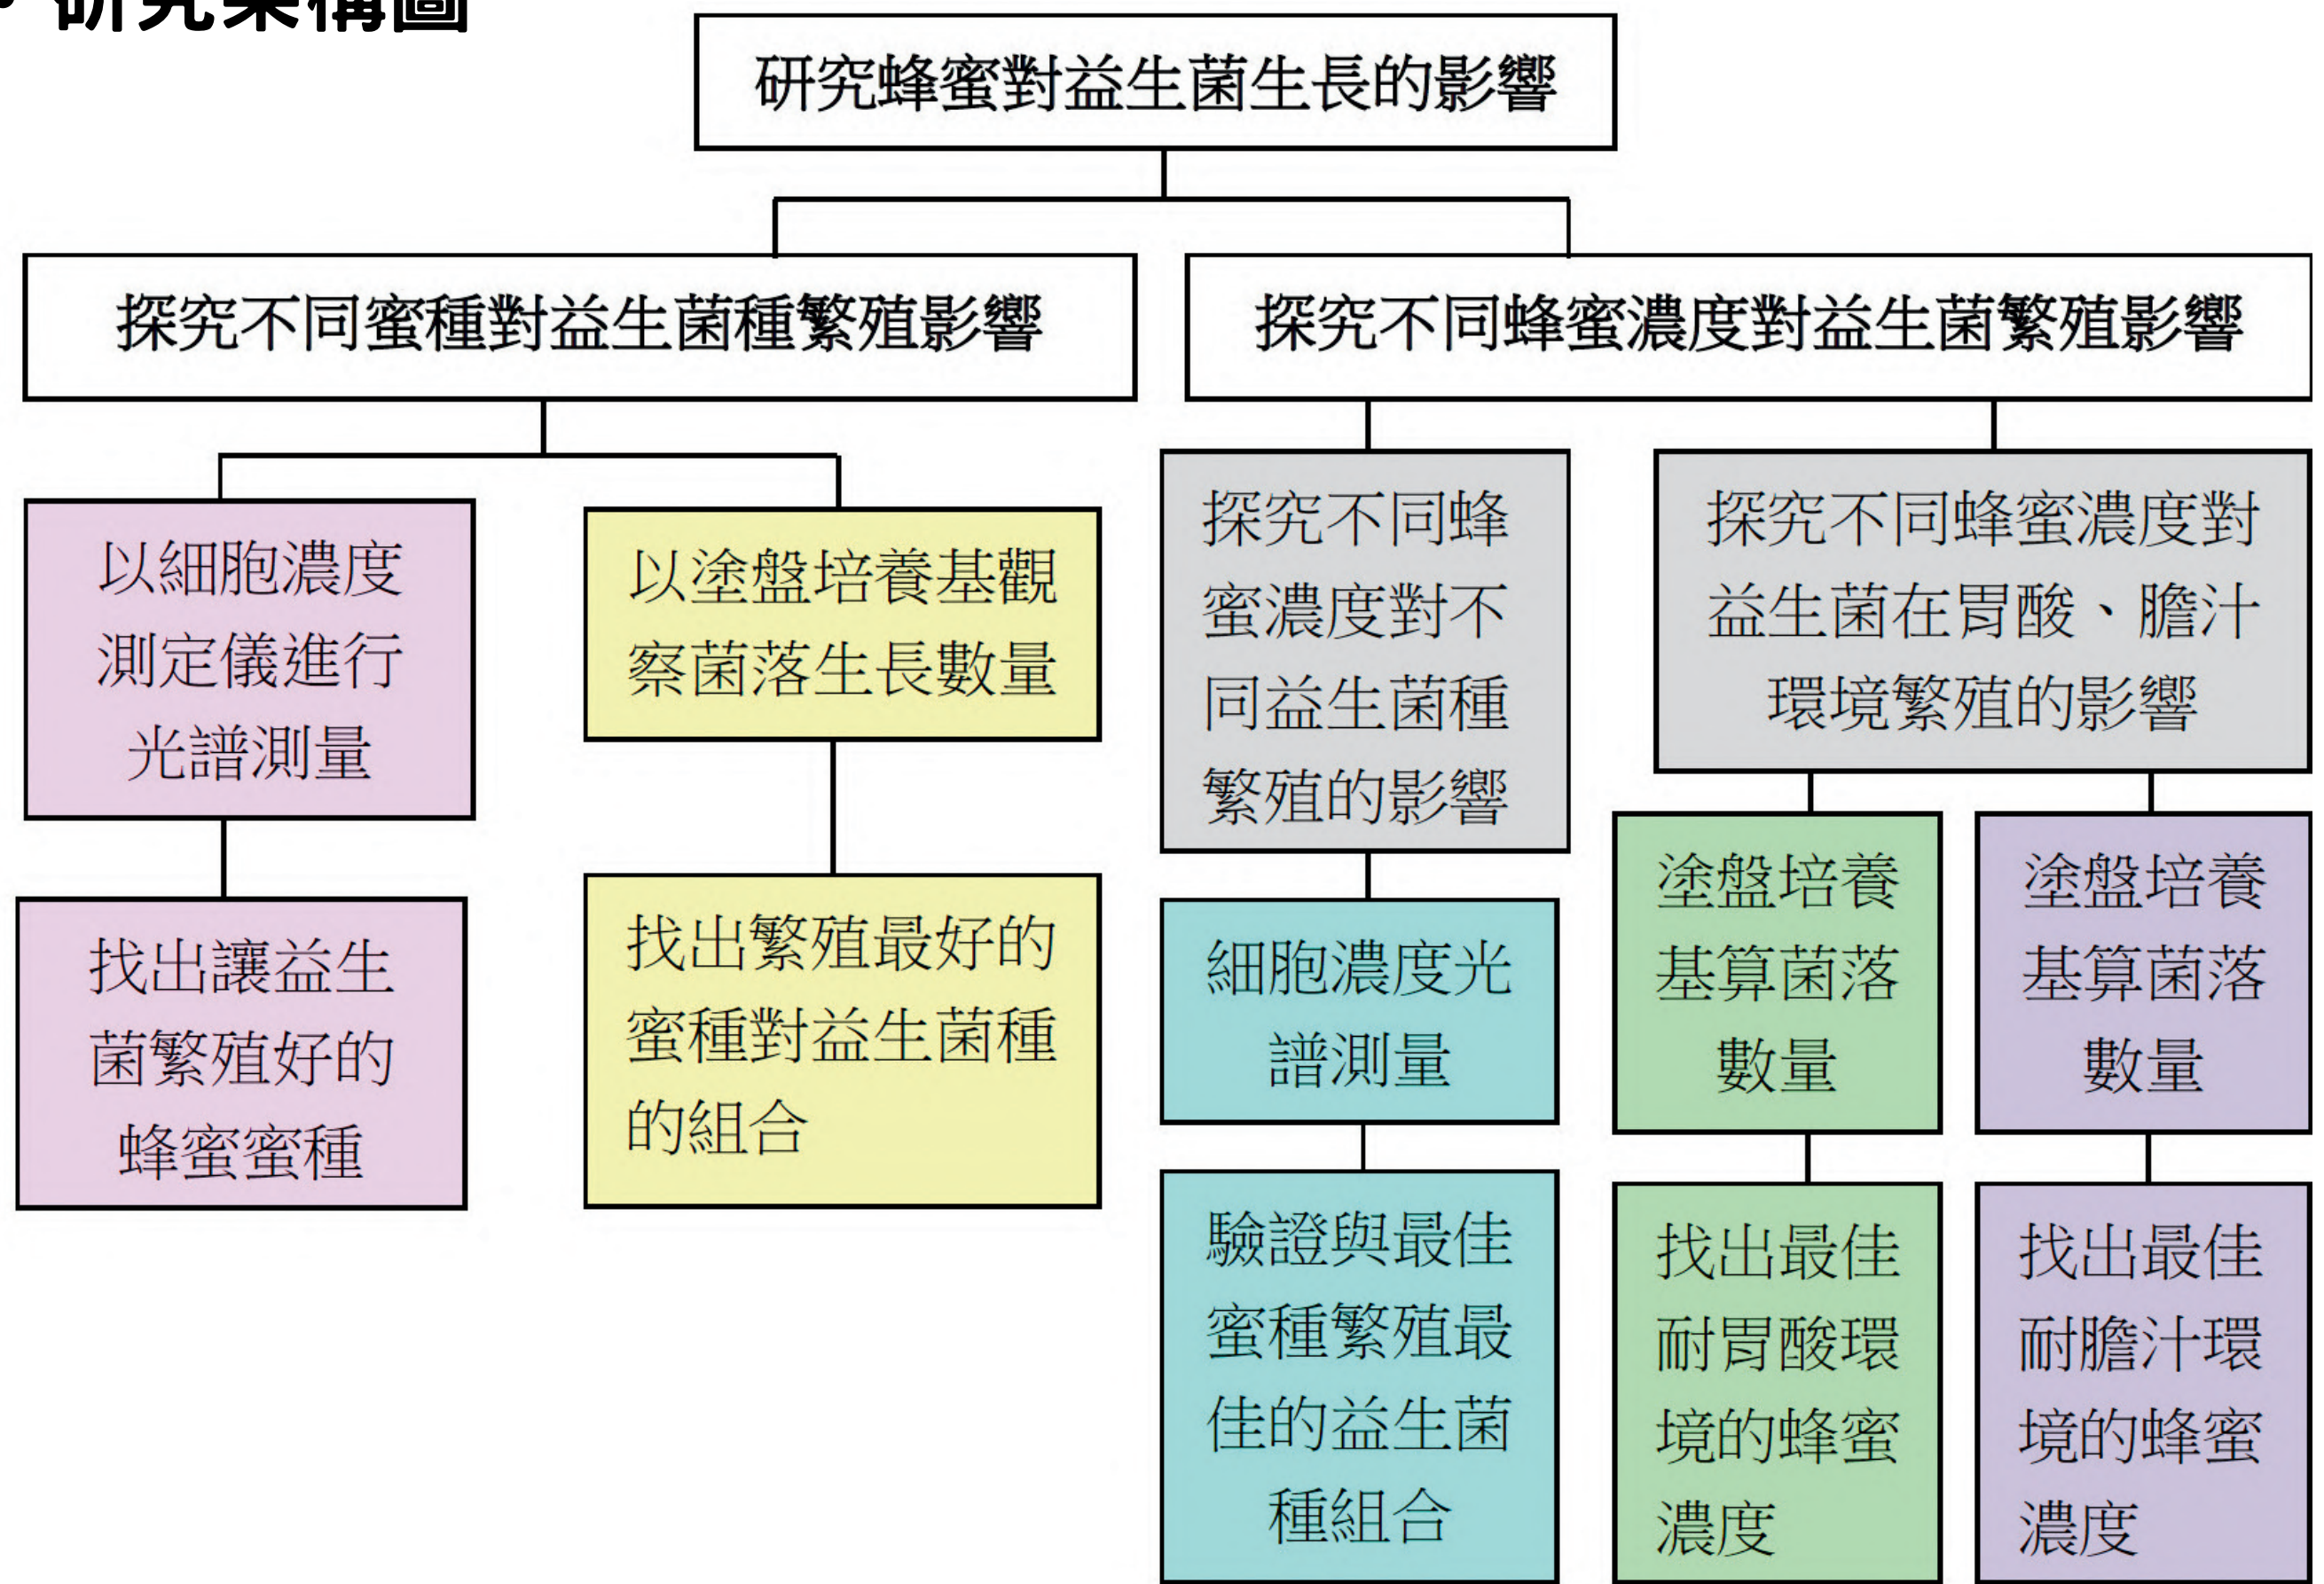 研究架構圖
研究蜂蜜對益生菌生長的影響
探究不同蜜種對益生菌種繁殖影響
探究不同蜂蜜濃度對益生菌繁殖影響
以細胞濃度
測定儀進行
光譜測量
以塗盤培養基觀
察菌落生長數量
探究不同蜂
蜜濃度對不
同益生菌種
繁殖的影響
探究不同蜂蜜濃度對
益生菌在胃酸、膽汁
環境繁殖的影響
找出讓益生
菌繁殖好的
蜂蜜蜜種
找出繁殖最好的
蜜種對益生菌種
的組合
細胞濃度光
譜測量
塗盤培養
基算菌落
數量
塗盤培養
基算菌落
數量
驗證與最佳
蜜種繁殖最
佳的益生菌
種組合
找出最佳
耐胃酸環
境的蜂蜜
濃度
找出最佳
耐膽汁環
境的蜂蜜
濃度